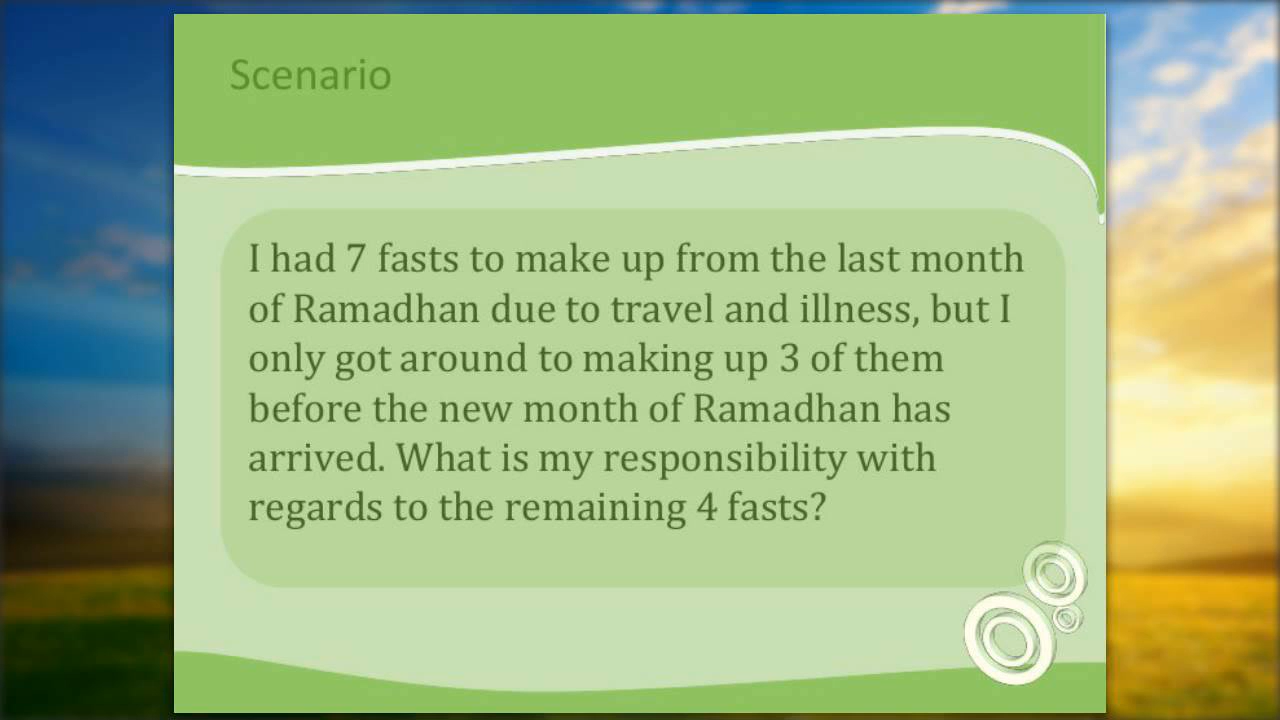 Scenario
I had 7 fasts to make up from the last month
of Ramadhan due to travel and illness, but I
only got around to making up 3 of them
before the new month of Ramadhan has
arrived. What is my responsibility with
regards to the remaining 4 fasts?